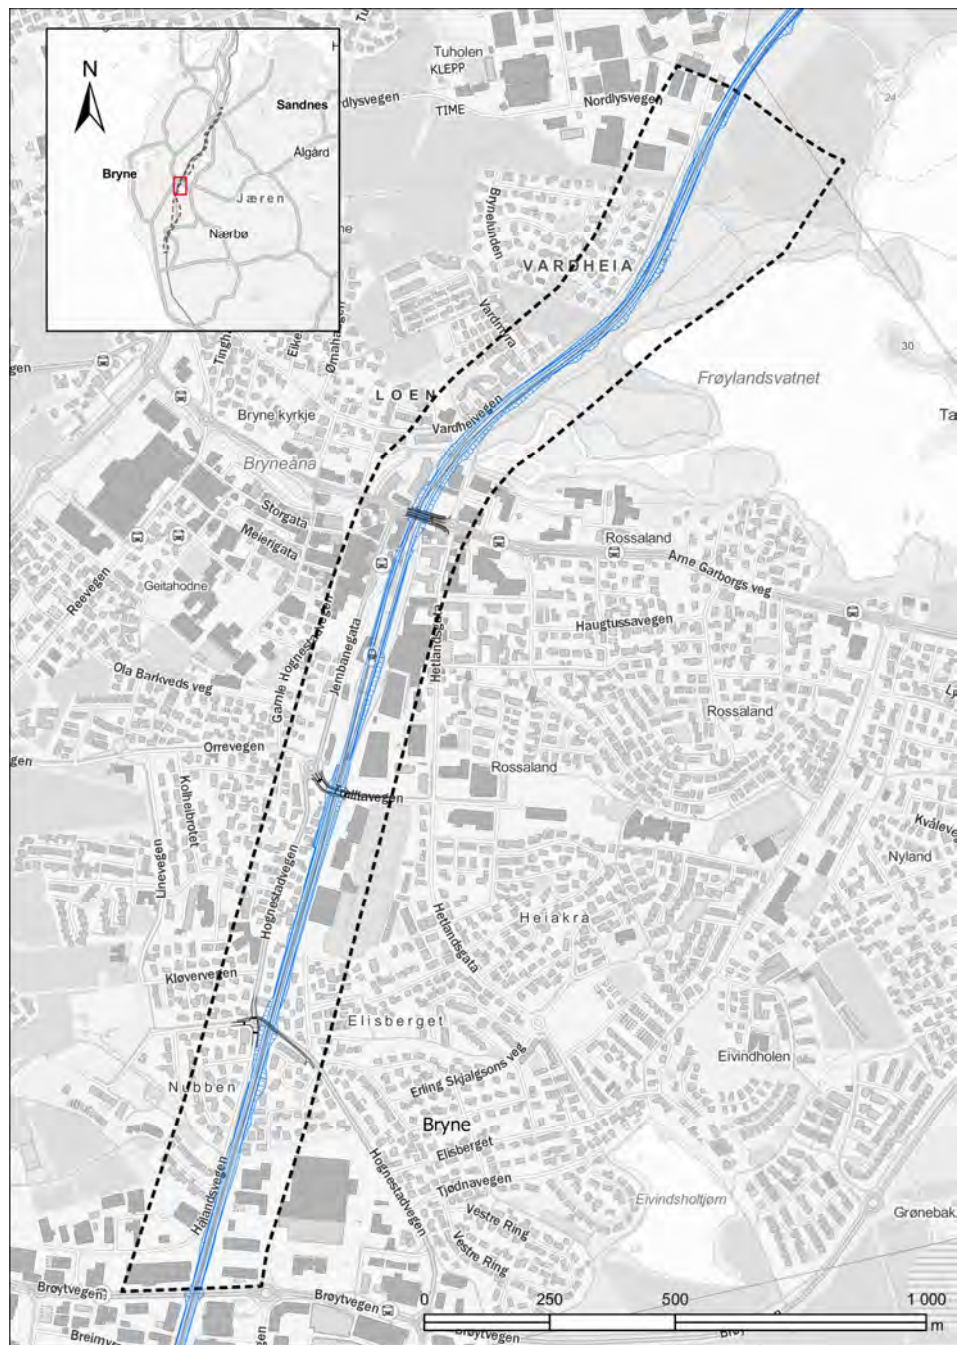 N
Sandnes
Ålgård
Bryne
Jæren
Nærbø
Tuholen
KLEPP
TIME
Nordlysvegen
24
Brynelunden
VARDHEIA
Vardmyra
LOEN
Vardheivegen
30
Frøylandsvatnet
Bryne kyrkje
Bryneåna
Storgata
Meierigata
Reevegen
Geitahodne
Rossaland
Arne Garborgs veg
Haugtussavegen
Hetlandsgata
Jernbanegata
Gamle Hognestadvegen
Ola Barkveds veg
Rossaland
Orrevegen
Rossaland
Kolheibrotet
Linevegen
Hognestadvegen
Nyland
Heiakra
Hetlandsgata
Kløvervegen
Elisberget
Eivindholen
Nubben
Erling Skjalgsons veg
Bryne
Elisberget
Hognestadvegen
Tjødnavegen
Eivindsholtjørn
Vestre Ring
Vestre Ring
Hålandsvegen
Brøytvegen
Brøytvegen
0 250 500 1 000
m
Brøytvegen